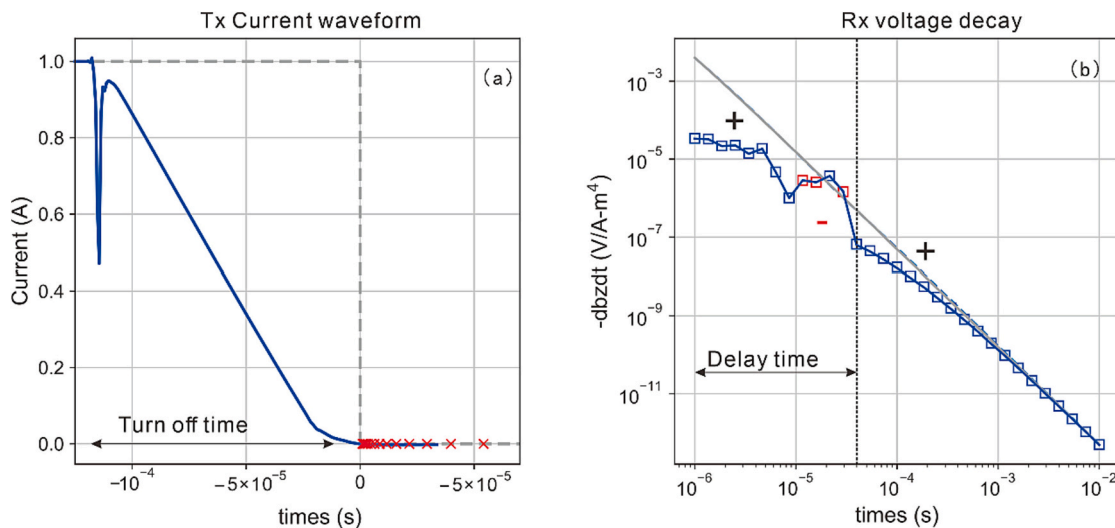 Tx Current waveform
(a)
1.0
0.8
0.6
0.4
0.2
0.0
Current (A)
Turn off time
−10⁻⁴
−5×10⁻⁵
0
−5×10⁻⁵
times (s)
Rx voltage decay
(b)
10⁻³
10⁻⁵
10⁻⁷
10⁻⁹
10⁻¹¹
-dbzdt (V/A-m⁴)
+
-
+
Delay time
10⁻⁶
10⁻⁵
10⁻⁴
10⁻³
10⁻²
times (s)